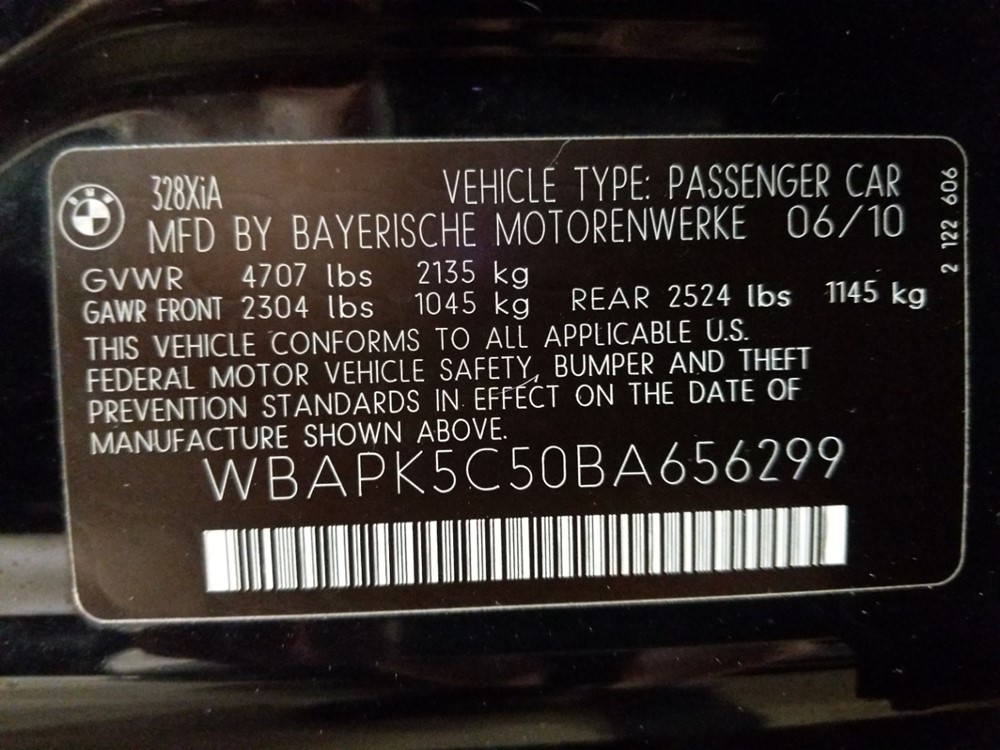 328XiA
VEHICLE TYPE: PASSENGER CAR
MFD BY BAYERISCHE MOTORENWERKE 06/10
GVWR 4707 lbs 2135 kg
GAWR FRONT 2304 lbs 1045 kg REAR 2524 lbs 1145 kg
THIS VEHICLE CONFORMS TO ALL APPLICABLE U.S.
FEDERAL MOTOR VEHICLE SAFETY, BUMPER AND THEFT
PREVENTION STANDARDS IN EFFECT ON THE DATE OF
MANUFACTURE SHOWN ABOVE.
WBAPK5C50BA656299
2 122 606